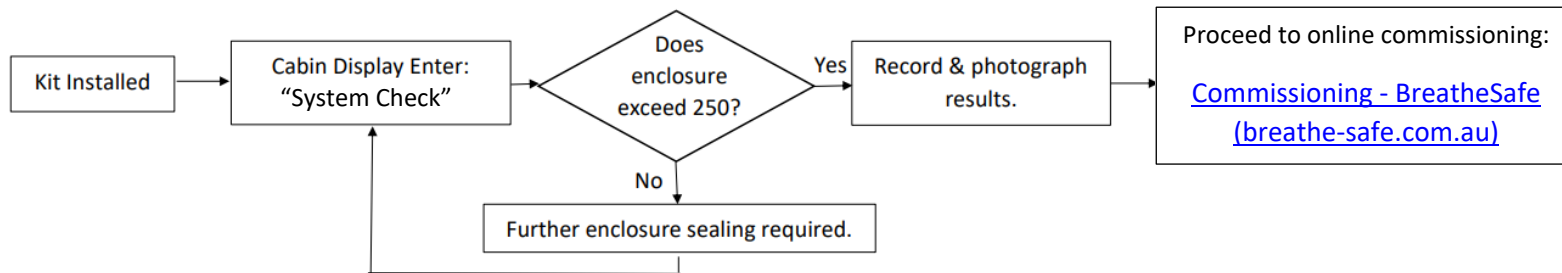 Kit Installed
Cabin Display Enter:
“System Check”
Does
enclosure
exceed 250?
Yes
Record & photograph
results.
Proceed to online commissioning:
Commissioning - BreatheSafe
(breathe-safe.com.au)
No
Further enclosure sealing required.